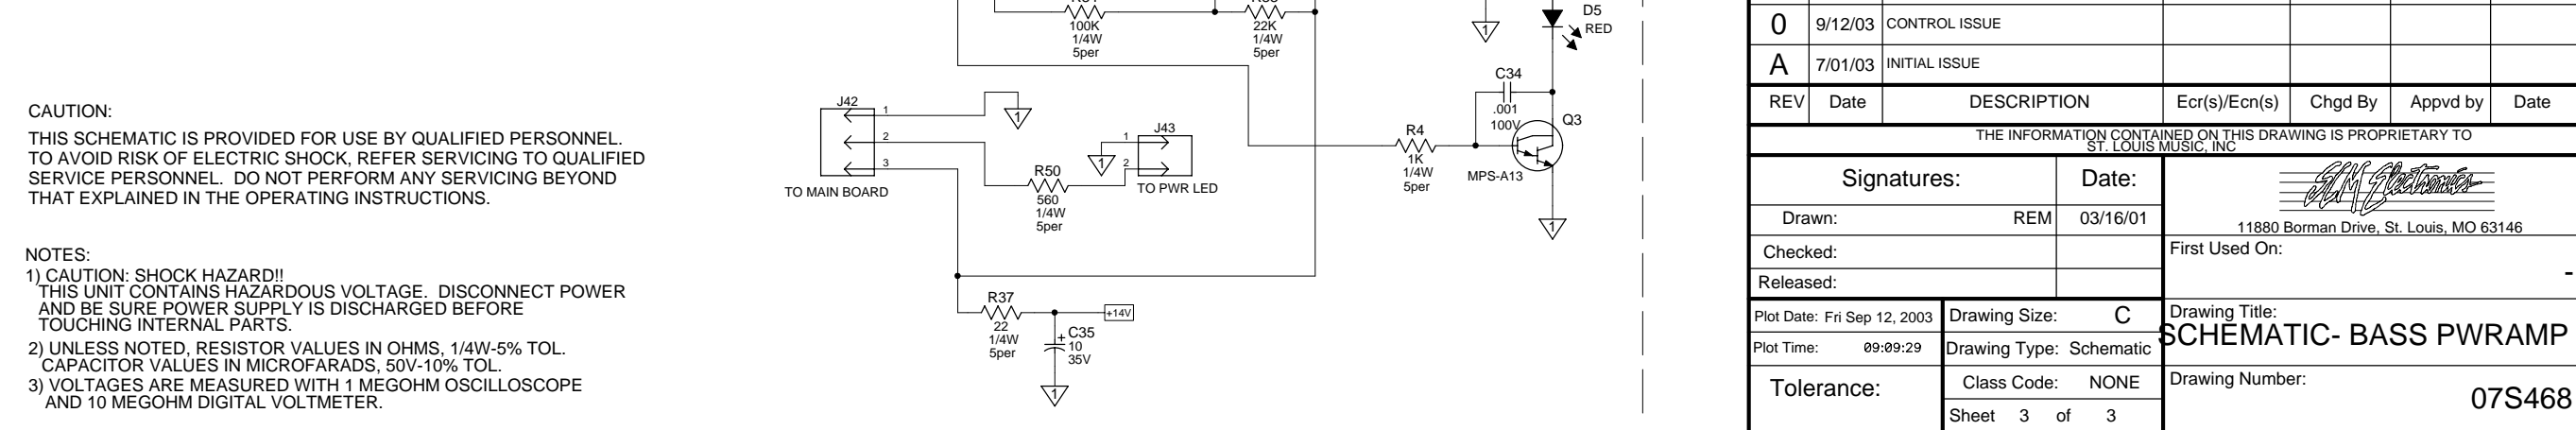 CAUTION:
THIS SCHEMATIC IS PROVIDED FOR USE BY QUALIFIED PERSONNEL.
TO AVOID RISK OF ELECTRIC SHOCK, REFER SERVICING TO QUALIFIED
SERVICE PERSONNEL. DO NOT PERFORM ANY SERVICING BEYOND
THAT EXPLAINED IN THE OPERATING INSTRUCTIONS.
NOTES:
1) CAUTION: SHOCK HAZARD!!
THIS UNIT CONTAINS HAZARDOUS VOLTAGE. DISCONNECT POWER
AND BE SURE POWER SUPPLY IS DISCHARGED BEFORE
TOUCHING INTERNAL PARTS.
2) UNLESS NOTED, RESISTOR VALUES IN OHMS, 1/4W-5% TOL.
CAPACITOR VALUES IN MICROFARADS, 50V-10% TOL.
3) VOLTAGES ARE MEASURED WITH 1 MEGOHM OSCILLOSCOPE
AND 10 MEGOHM DIGITAL VOLTMETER.
100K
1/4W
5per
22K
1/4W
5per
1
D5
RED
J42
1
2
3
TO MAIN BOARD
1
R50
560
1/4W
5per
J43
1
2
1
TO PWR LED
R37
22
1/4W
5per
+14V
C35
+
10
35V
1
R4
1K
1/4W
5per
C34
.001
100V
Q3
MPS-A13
1
0 9/12/03 CONTROL ISSUE
A 7/01/03 INITIAL ISSUE
REV Date DESCRIPTION Ecr(s)/Ecn(s) Chgd By Appvd by Date
THE INFORMATION CONTAINED ON THIS DRAWING IS PROPRIETARY TO
ST. LOUIS MUSIC, INC
Signatures: Date:
Drawn: REM 03/16/01
Checked:
Released:
SLM Electronics
11880 Borman Drive, St. Louis, MO 63146
First Used On:
-
Plot Date: Fri Sep 12, 2003
Plot Time: 09:09:29
Tolerance:
Drawing Size: C
Drawing Type: Schematic
Class Code: NONE
Sheet 3 of 3
Drawing Title:
SCHEMATIC- BASS PWRAMP
Drawing Number:
07S468